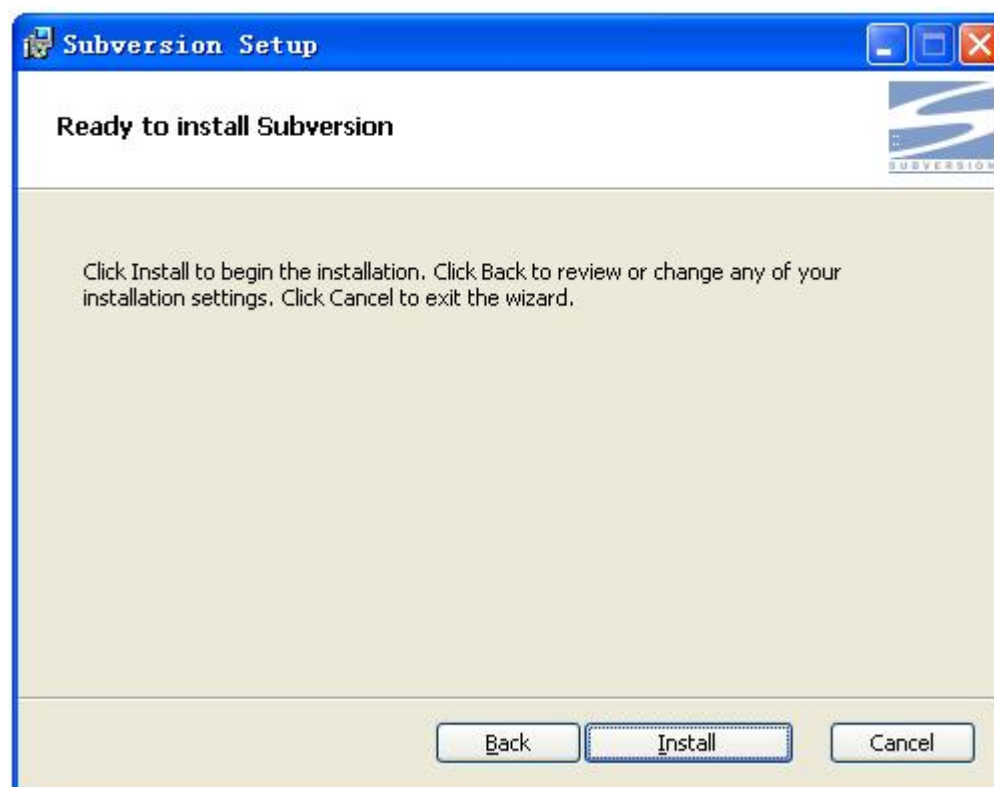 Subversion Setup
Ready to install Subversion
SUBVERSION
Click Install to begin the installation. Click Back to review or change any of your
installation settings. Click Cancel to exit the wizard.
Back
Install
Cancel